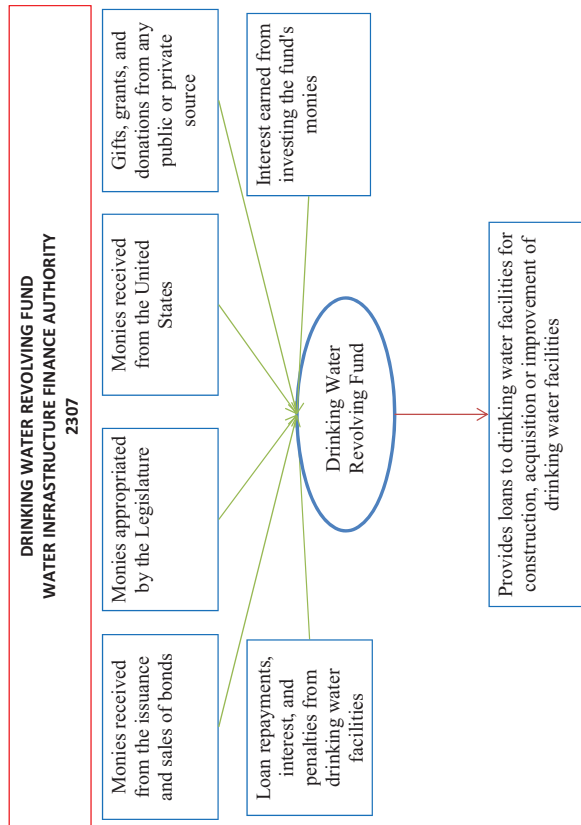 DRINKING WATER REVOLVING FUND
WATER INFRASTRUCTURE FINANCE AUTHORITY
2307
Monies received
from the issuance
and sales of bonds
Monies appropriated
by the Legislature
Monies received
from the United
States
Gifts, grants, and
donations from any
public or private
source
Loan repayments,
interest, and
penalties from
drinking water
facilities
Interest earned from
investing the fund's
monies
Drinking Water
Revolving Fund
Provides loans to drinking water facilities for
construction, acquisition or improvement of
drinking water facilities